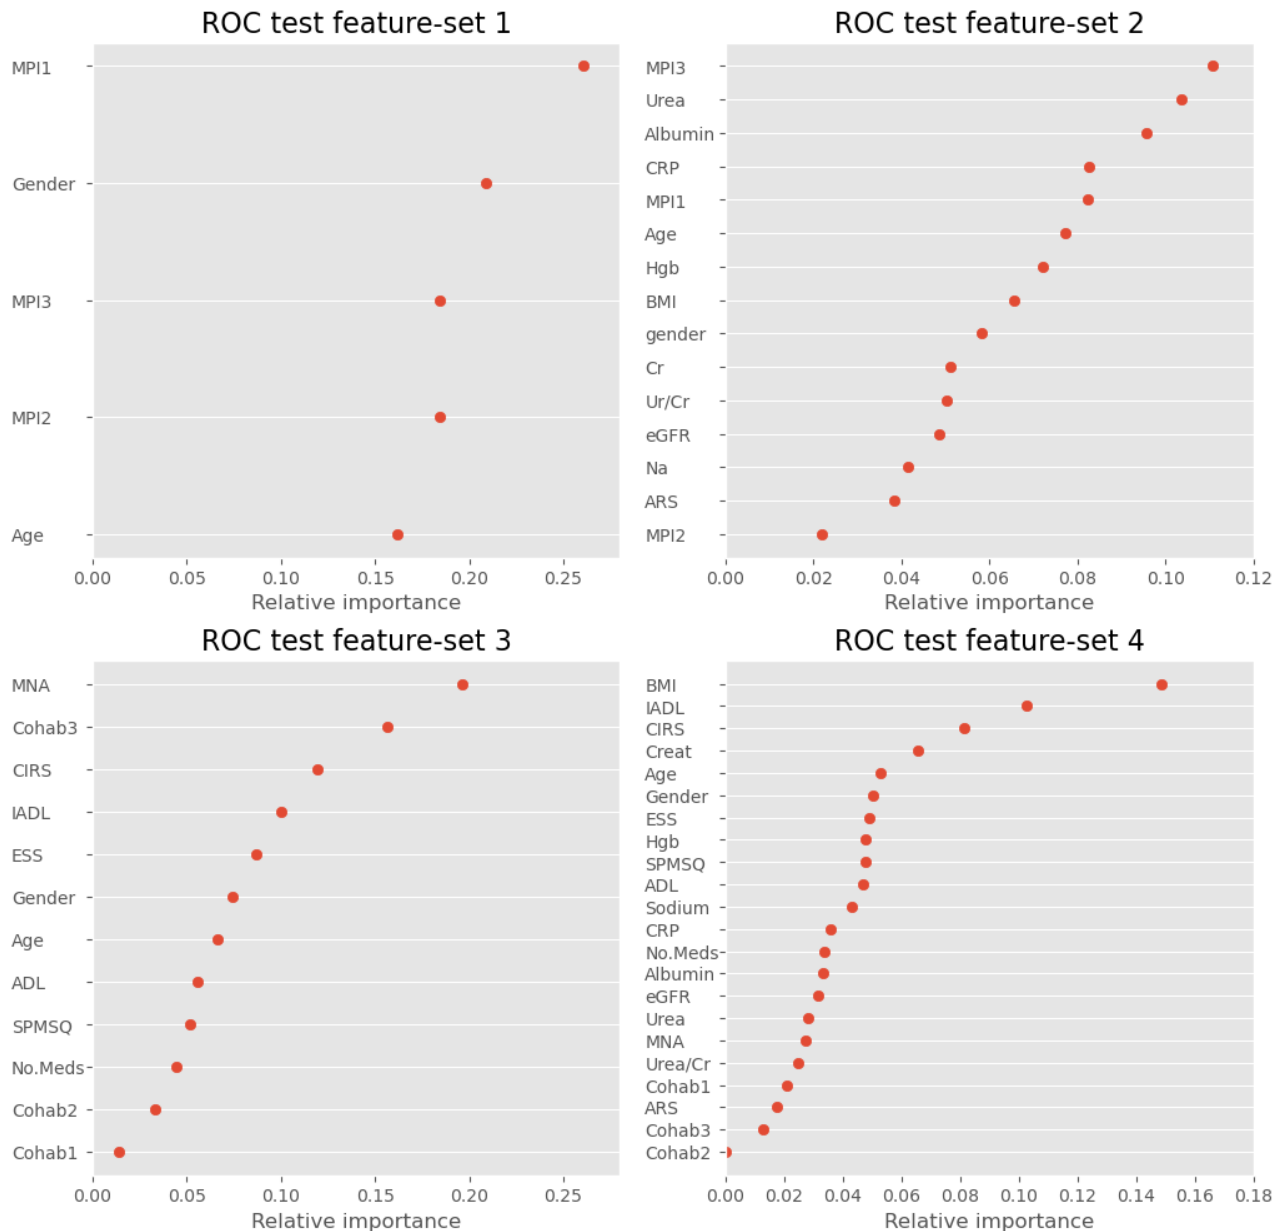 ROC test feature-set 1
MPI1
Gender
MPI3
MPI2
Age
0.00 0.05 0.10 0.15 0.20 0.25
Relative importance
ROC test feature-set 2
MPI3
Urea
Albumin
CRP
MPI1
Age
Hgb
BMI
gender
Cr
Ur/Cr
eGFR
Na
ARS
MPI2
0.00 0.02 0.04 0.06 0.08 0.10 0.12
Relative importance
ROC test feature-set 3
MNA
Cohab3
CIRS
IADL
ESS
Gender
Age
ADL
SPMSQ
No.Meds
Cohab2
Cohab1
0.00 0.05 0.10 0.15 0.20 0.25
Relative importance
ROC test feature-set 4
BMI
IADL
CIRS
Creat
Age
Gender
ESS
Hgb
SPMSQ
ADL
Sodium
CRP
No.Meds
Albumin
eGFR
Urea
MNA
Urea/Cr
Cohab1
ARS
Cohab3
Cohab2
0.00 0.02 0.04 0.06 0.08 0.10 0.12 0.14 0.16 0.18
Relative importance